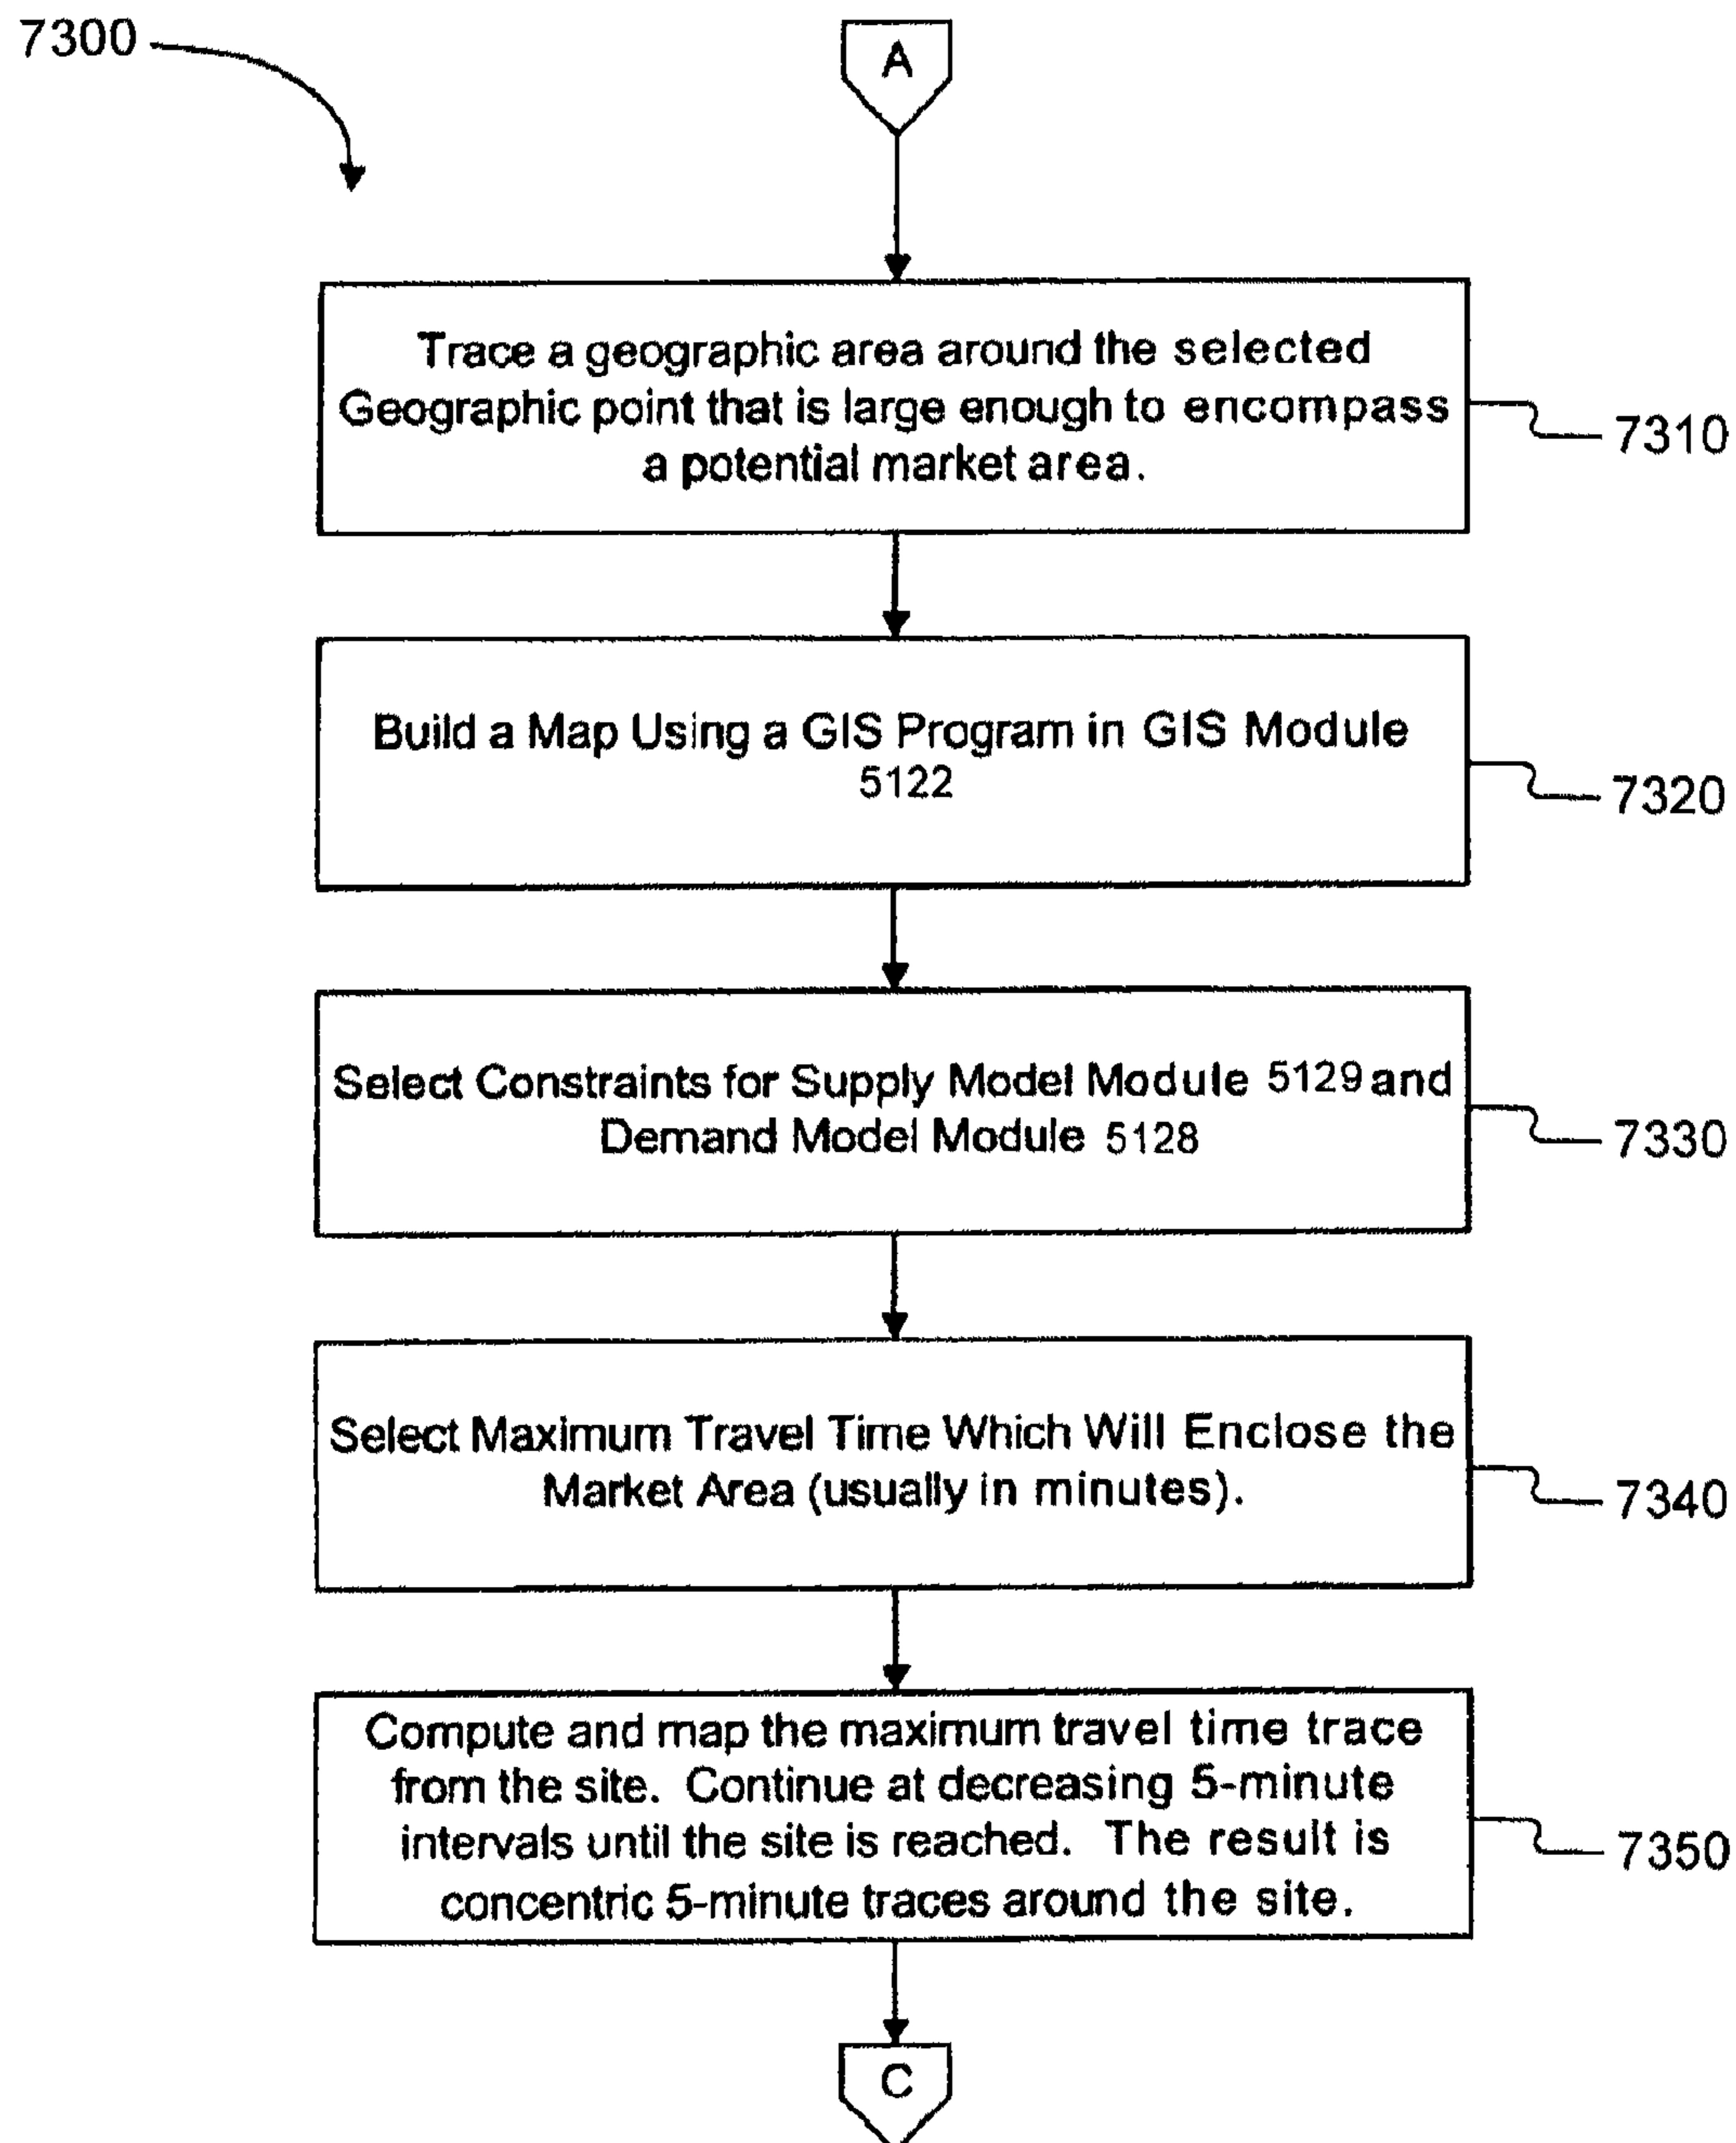 7300
A
Trace a geographic area around the selected
Geographic point that is large enough to encompass
a potential market area.
7310
Build a Map Using a GIS Program in GIS Module
5122
7320
Select Constraints for Supply Model Module 5129 and
Demand Model Module 5128
7330
Select Maximum Travel Time Which Will Enclose the
Market Area (usually in minutes).
7340
Compute and map the maximum travel time trace
from the site. Continue at decreasing 5-minute
intervals until the site is reached. The result is
concentric 5-minute traces around the site.
7350
C